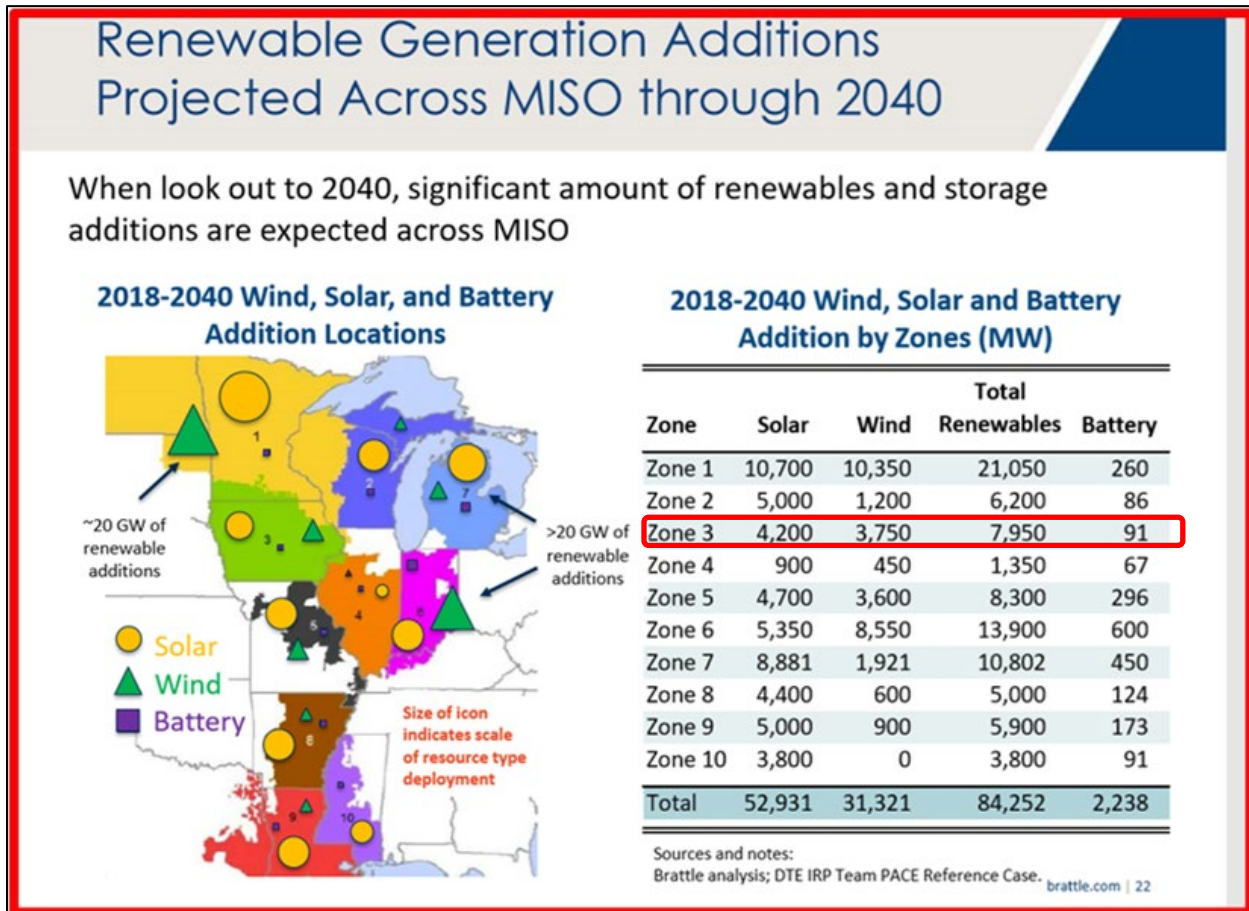 Renewable Generation Additions
Projected Across MISO through 2040
When look out to 2040, significant amount of renewables and storage
additions are expected across MISO
2018-2040 Wind, Solar, and Battery
Addition Locations
1
2
7
3
4
5
6
8
9
10
~20 GW of
renewable
additions
>20 GW of
renewable
additions
Solar
Wind
Battery
Size of icon
indicates scale
of resource type
deployment
2018-2040 Wind, Solar and Battery
Addition by Zones (MW)
Zone Solar Wind Total Renewables Battery
Zone 1 10,700 10,350 21,050 260
Zone 2 5,000 1,200 6,200 86
Zone 3 4,200 3,750 7,950 91
Zone 4 900 450 1,350 67
Zone 5 4,700 3,600 8,300 296
Zone 6 5,350 8,550 13,900 600
Zone 7 8,881 1,921 10,802 450
Zone 8 4,400 600 5,000 124
Zone 9 5,000 900 5,900 173
Zone 10 3,800 0 3,800 91
Total 52,931 31,321 84,252 2,238
Sources and notes:
Brattle analysis; DTE IRP Team PACE Reference Case.
brattle.com | 22